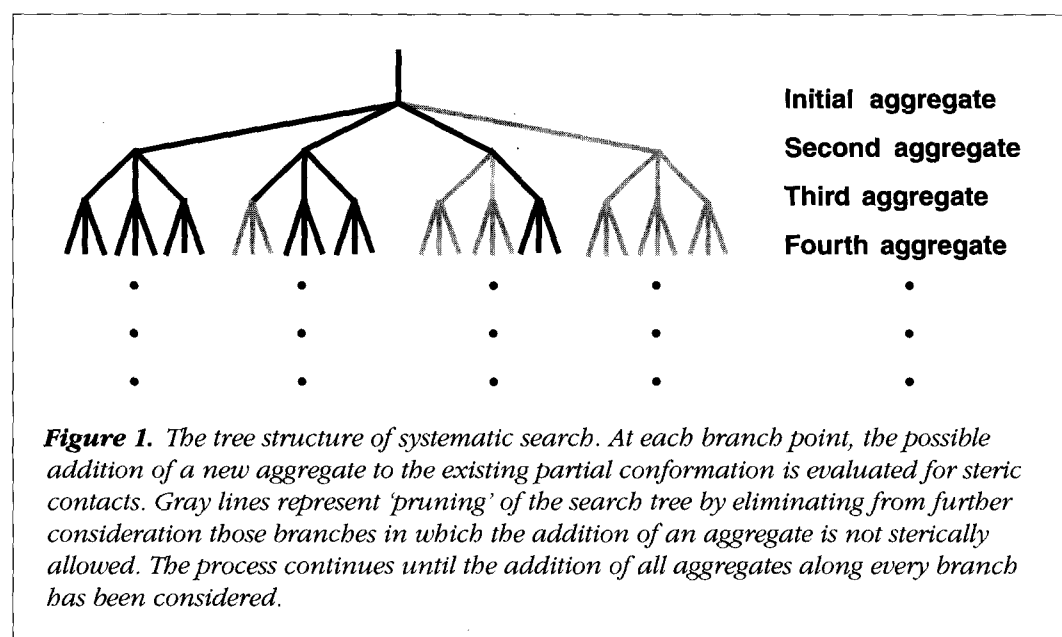 Initial aggregate
Second aggregate
Third aggregate
Fourth aggregate
Figure 1. The tree structure of systematic search. At each branch point, the possible
addition of a new aggregate to the existing partial conformation is evaluated for steric
contacts. Gray lines represent 'pruning' of the search tree by eliminating from further
consideration those branches in which the addition of an aggregate is not sterically
allowed. The process continues until the addition of all aggregates along every branch
has been considered.